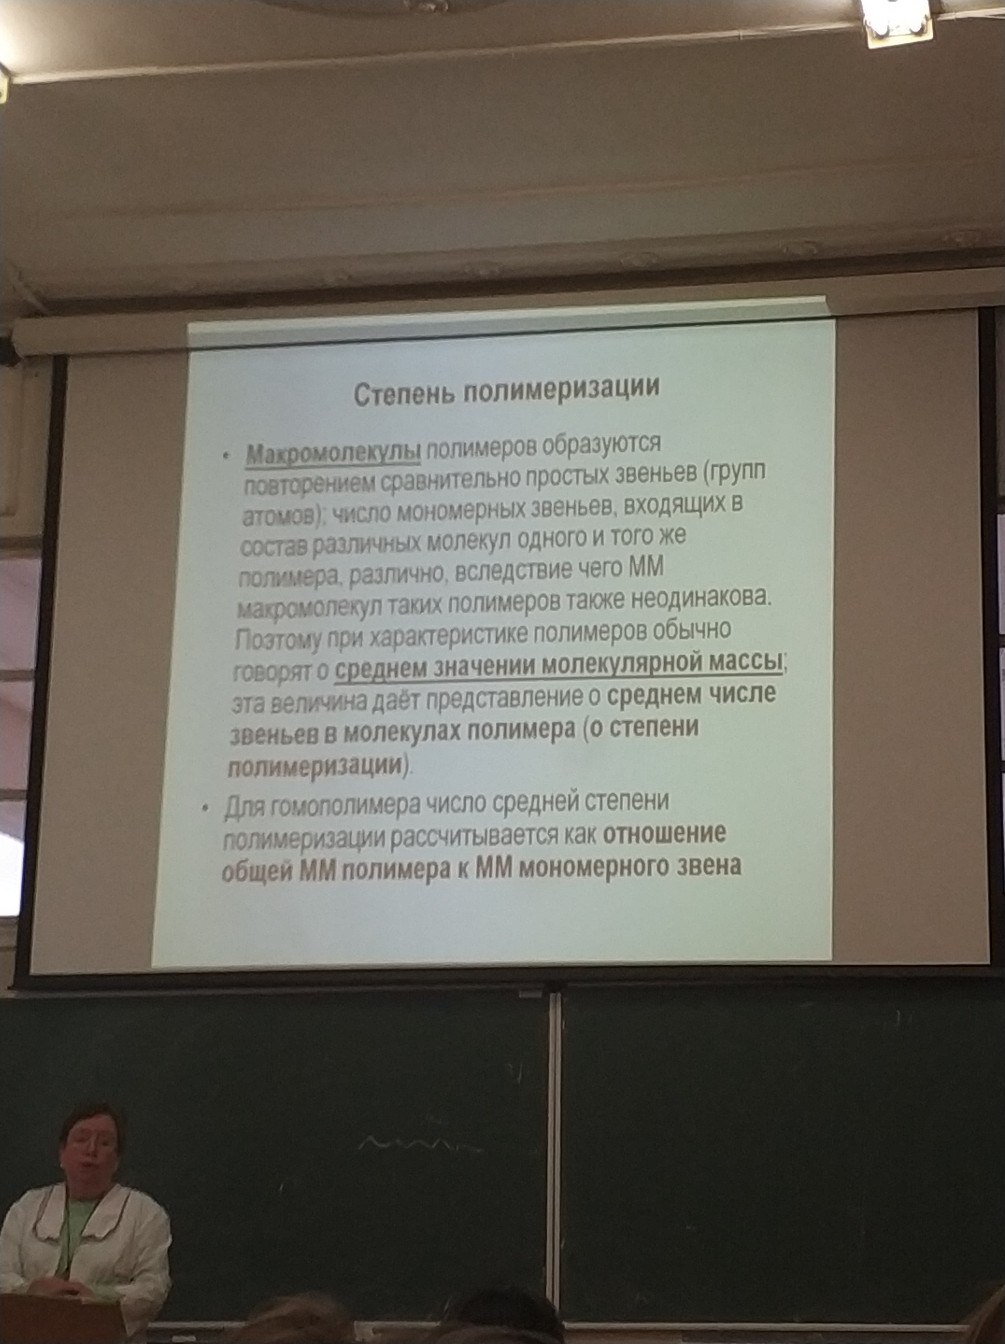 Степень полимеризации
• Макромолекулы полимеров образуются
повторением сравнительно простых звеньев (групп
атомов); число мономерных звеньев, входящих в
состав различных молекул одного и того же
полимера, различно, вследствие чего ММ
макромолекул таких полимеров также неодинакова.
Поэтому при характеристике полимеров обычно
говорят о среднем значении молекулярной массы;
эта величина даёт представление о среднем числе
звеньев в молекулах полимера (о степени
полимеризации).
• Для гомополимера число средней степени
полимеризации рассчитывается как отношение
общей ММ полимера к ММ мономерного звена